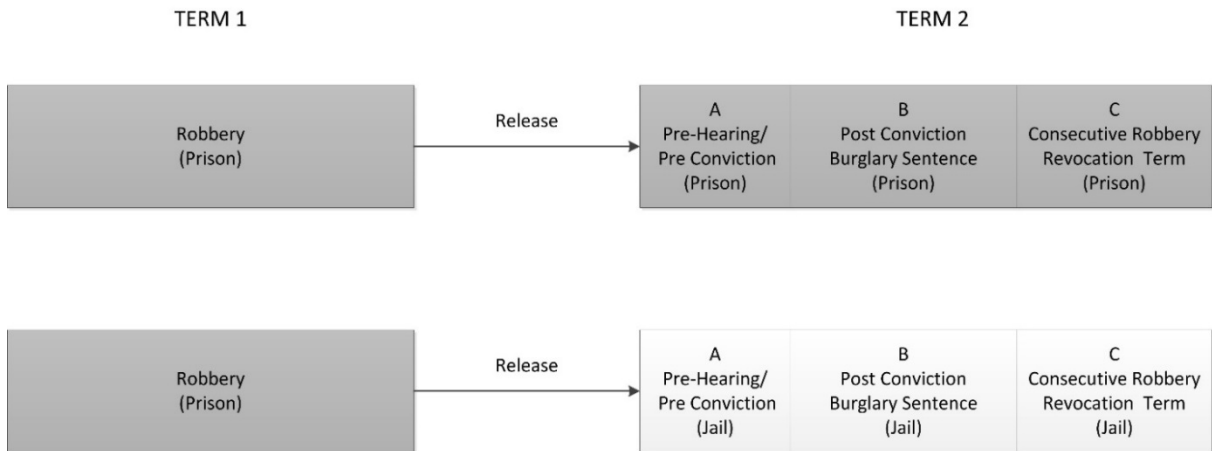 TERM 1
TERM 2
Robbery
(Prison)
Release
A
Pre-Hearing/
Pre Conviction
(Prison)
B
Post Conviction
Burglary Sentence
(Prison)
C
Consecutive Robbery
Revocation Term
(Prison)
Robbery
(Prison)
Release
A
Pre-Hearing/
Pre Conviction
(Jail)
B
Post Conviction
Burglary Sentence
(Jail)
C
Consecutive Robbery
Revocation Term
(Jail)